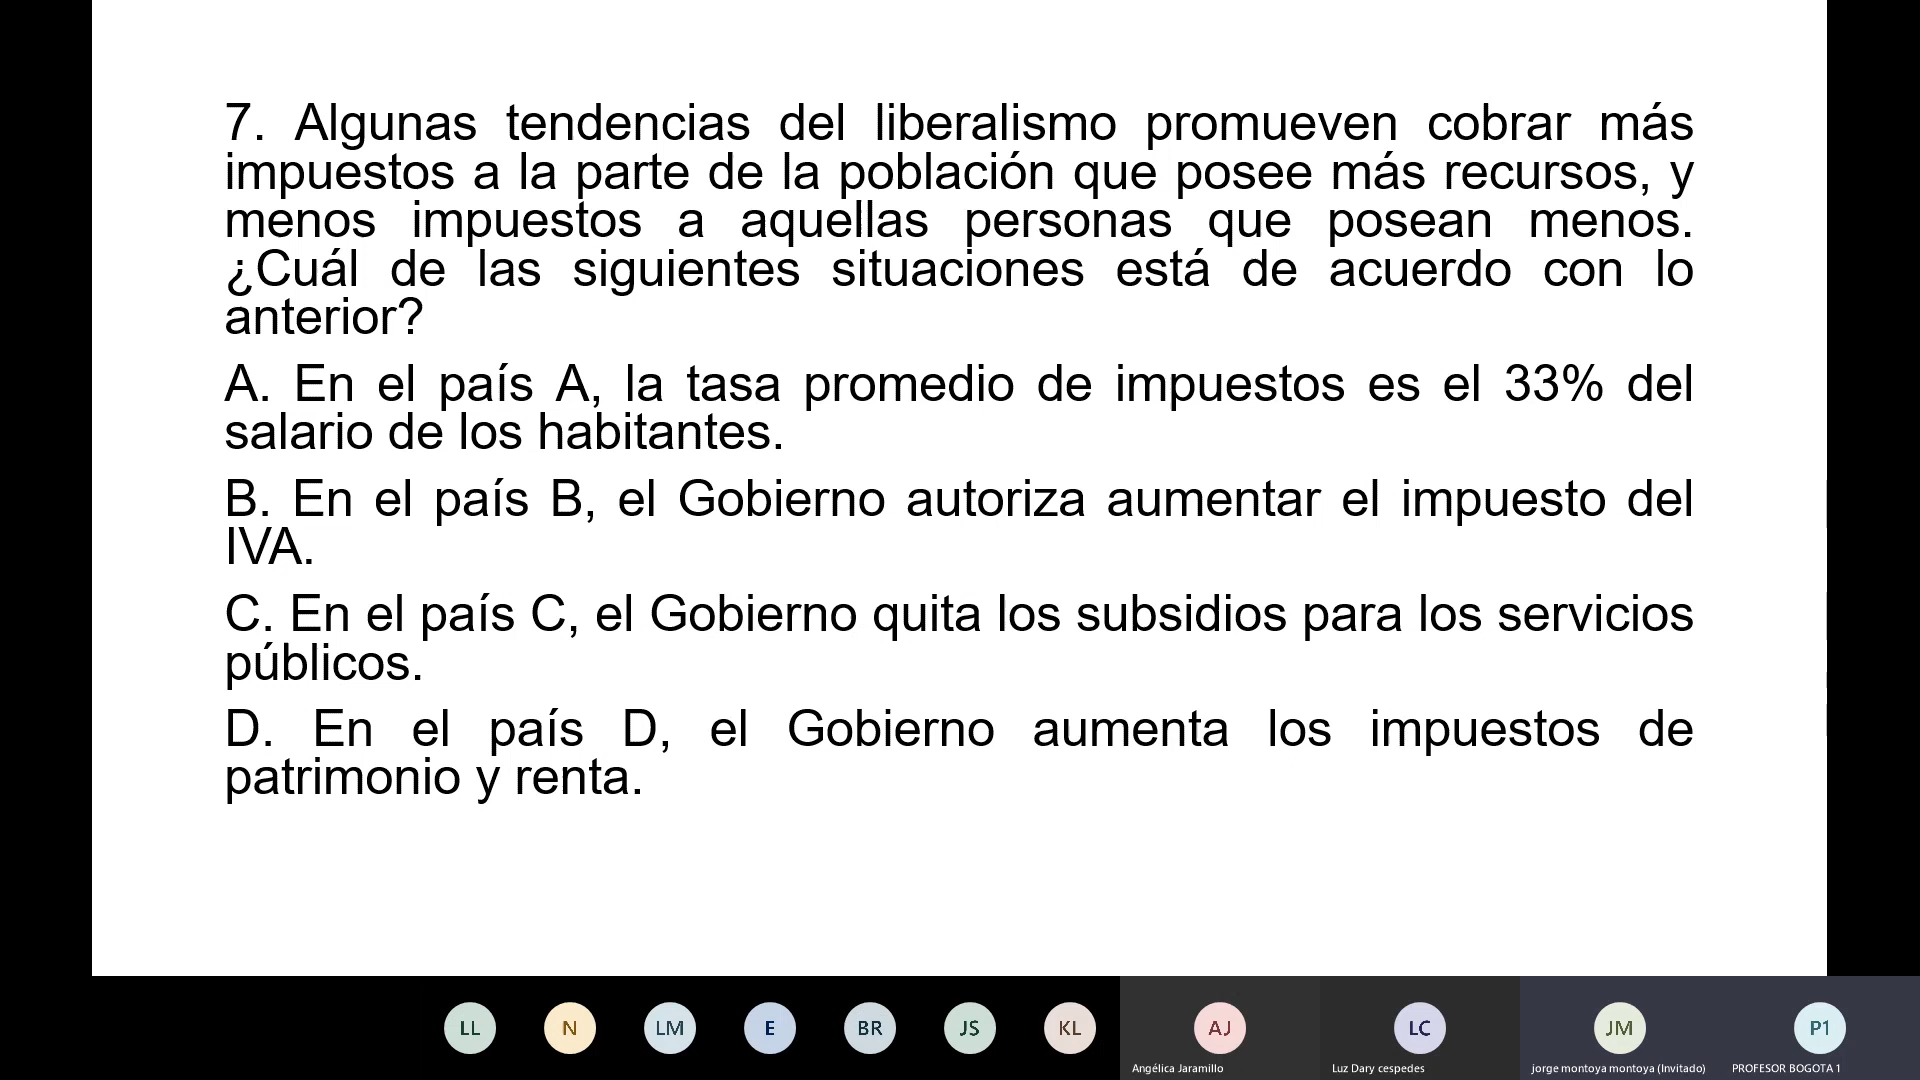 7. Algunas tendencias del liberalismo promueven cobrar más
impuestos a la parte de la población que posee más recursos, y
menos impuestos a aquellas personas que posean menos.
¿Cuál de las siguientes situaciones está de acuerdo con lo
anterior?
A. En el país A, la tasa promedio de impuestos es el 33% del
salario de los habitantes.
B. En el país B, el Gobierno autoriza aumentar el impuesto del
IVA.
C. En el país C, el Gobierno quita los subsidios para los servicios
públicos.
D. En el país D, el Gobierno aumenta los impuestos de
patrimonio y renta.
LL N LM E BR JS KL AJ LC JM P1
Angélica Jaramillo Luz Dary cespedes jorge montoya montoya (Invitado) PROFESOR BOGOTA 1